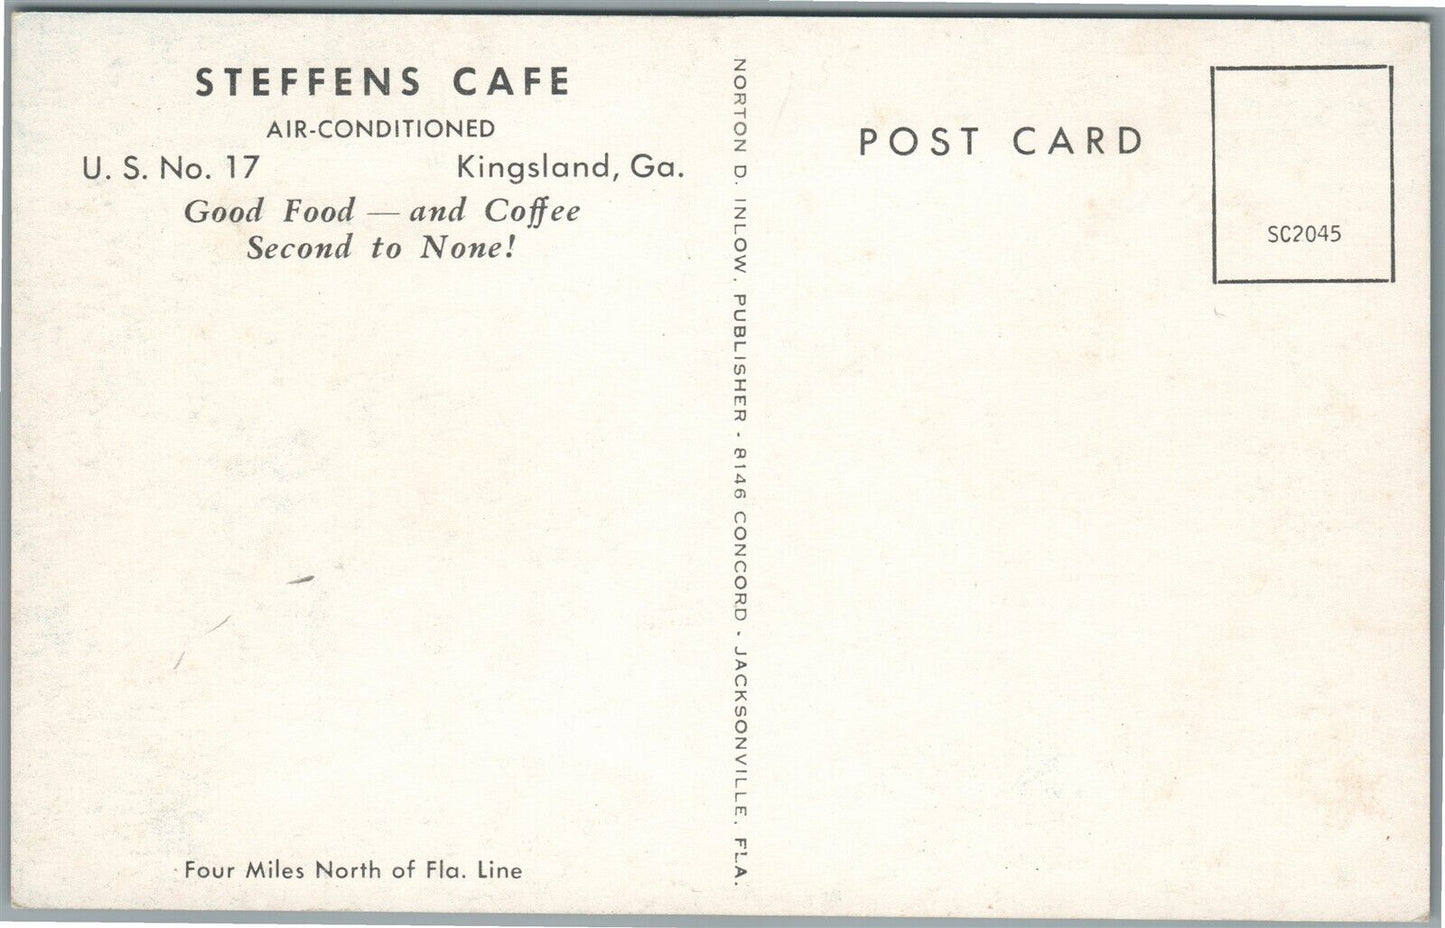 STEFFENS CAFE
AIR-CONDITIONED
U. S. No. 17 Kingsland, Ga.
Good Food — and Coffee
Second to None!
Four Miles North of Fla. Line
NORTON D. INLOW, PUBLISHER - 8146 CONCORD - JACKSONVILLE, FLA.
POST CARD
SC2045